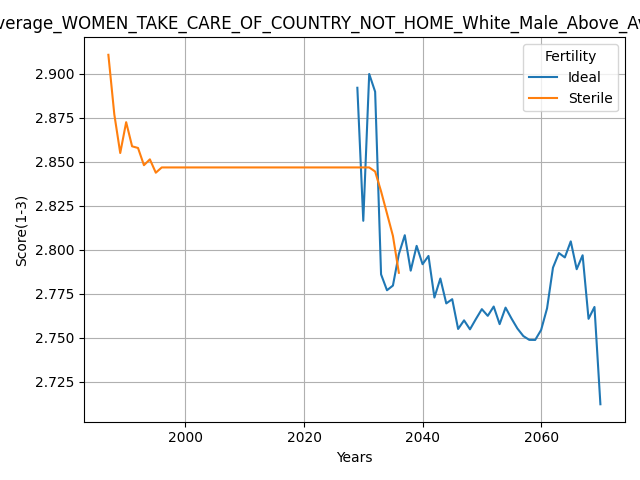 verage_WOMEN_TAKE_CARE_OF_COUNTRY_NOT_HOME_White_Male_Above_Av
Fertility
Ideal
Sterile
Score(1-3)
2.900
2.875
2.850
2.825
2.800
2.775
2.750
2.725
2000
2020
2040
2060
Years